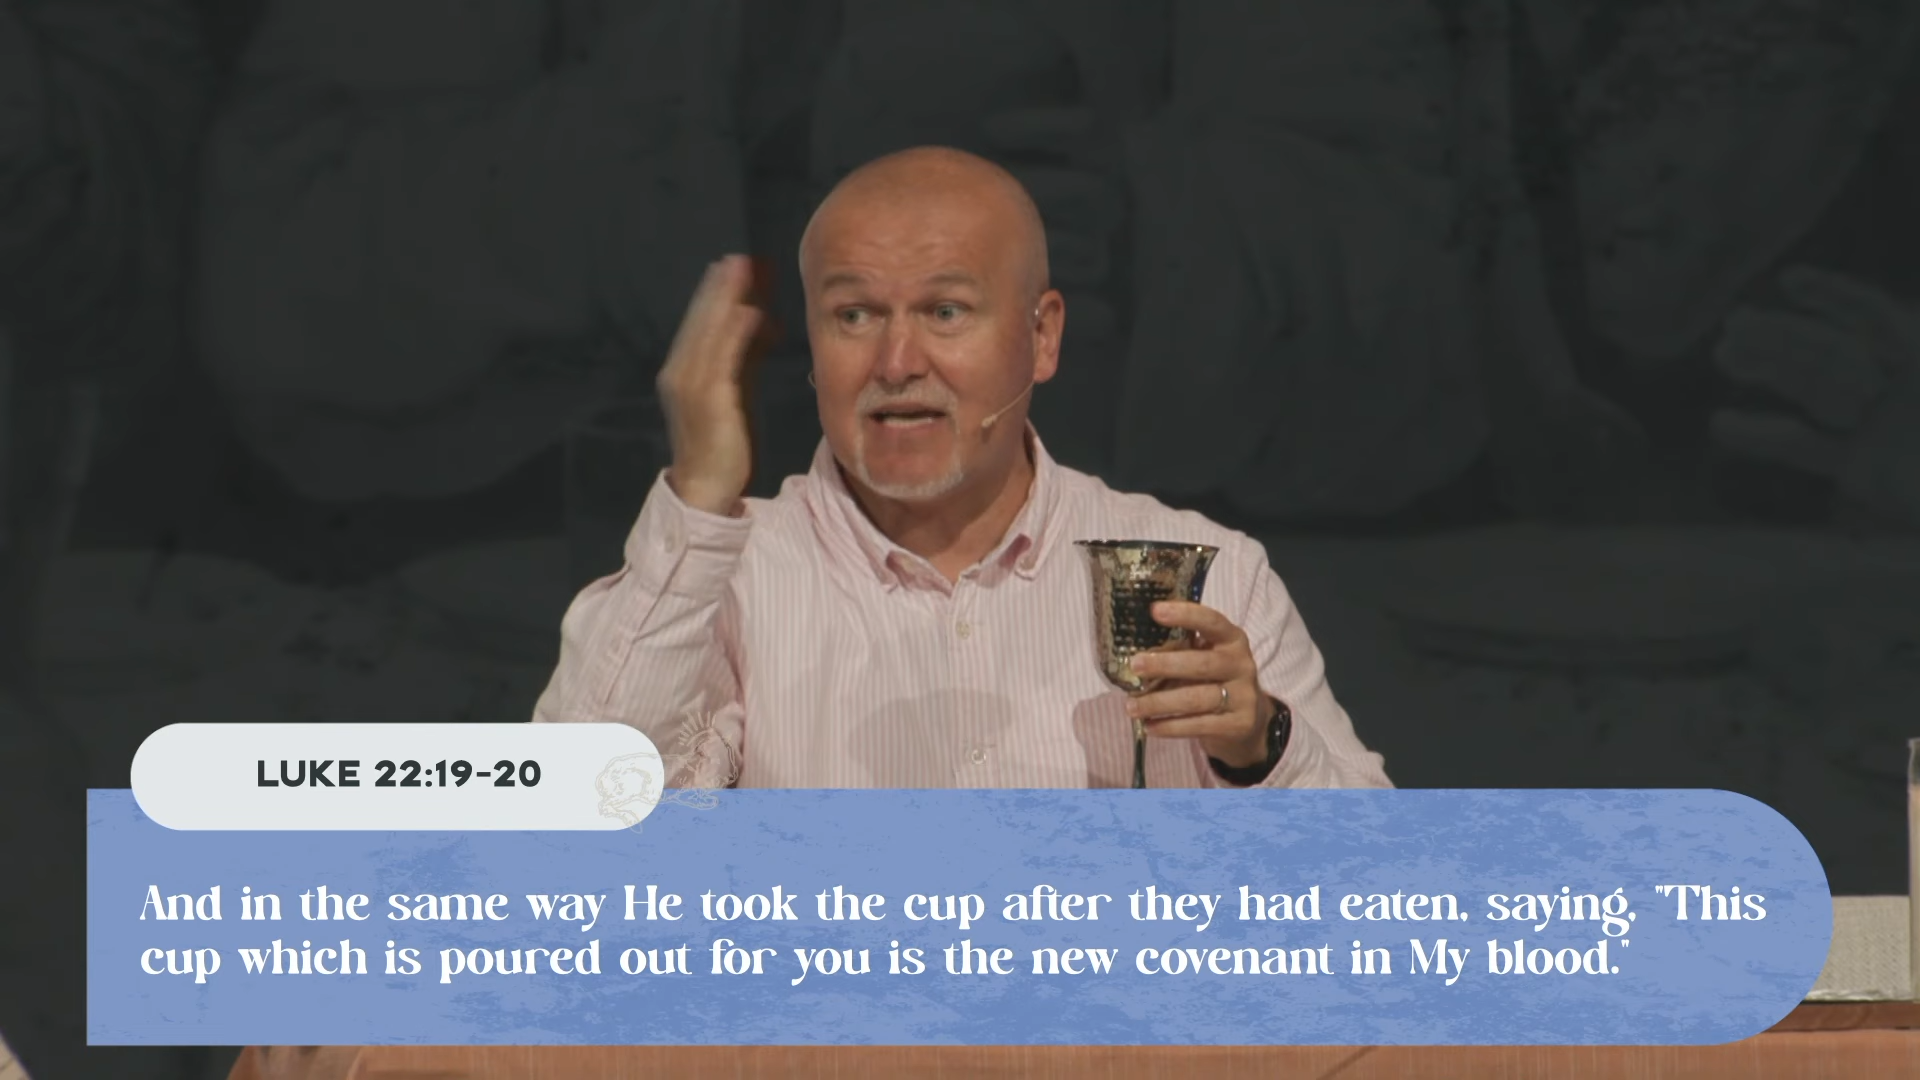 LUKE 22:19-20
And in the same way He took the cup after they had eaten, saying, "This
cup which is poured out for you is the new covenant in My blood."